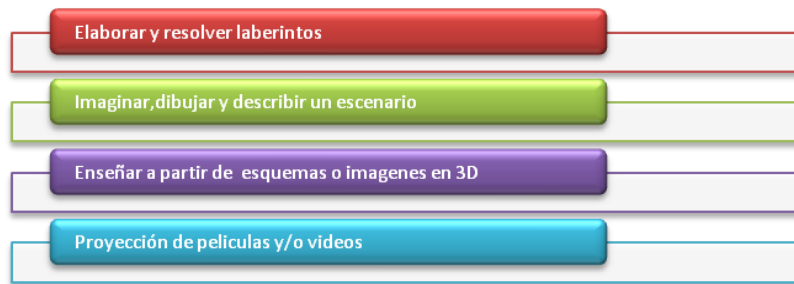 Elaborar y resolver laberintos
Imaginar,dibujar y describir un escenario
Enseñar a partir de esquemas o imagenes en 3D
Proyección de peliculas y/o videos